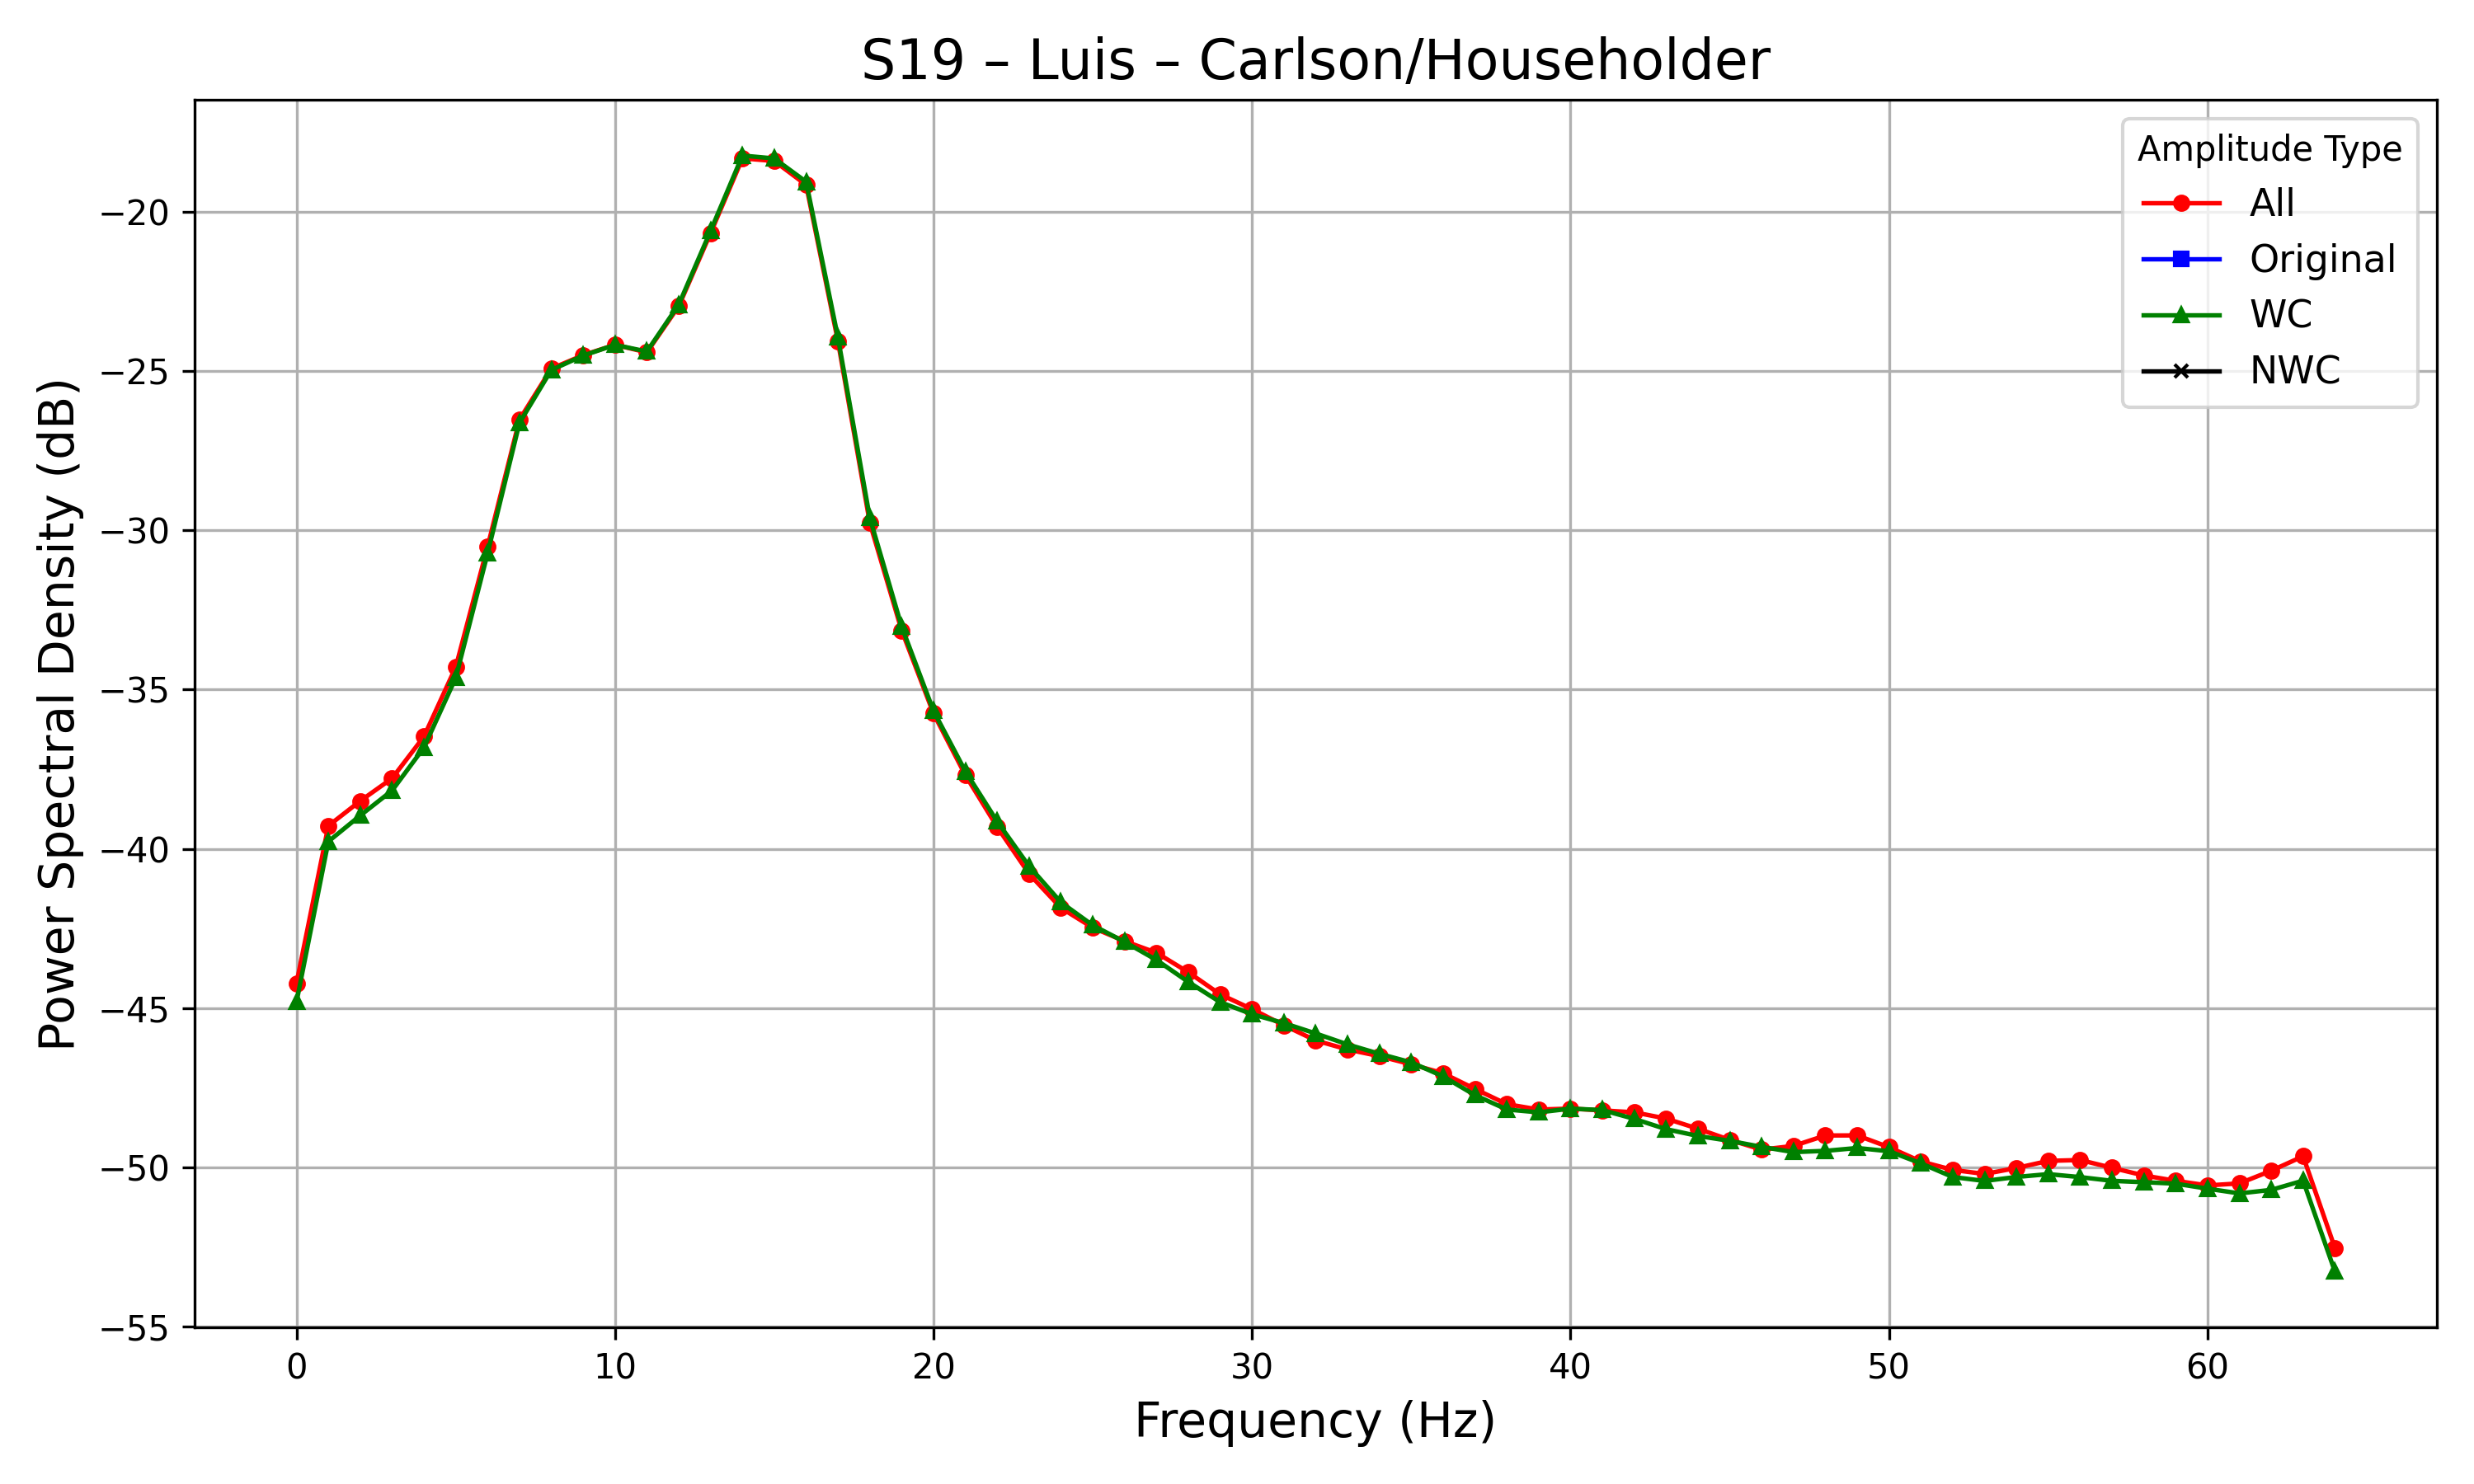 S19 – Luis – Carlson/Householder
Amplitude Type
All
Original
WC
NWC
Power Spectral Density (dB)
−20
−25
−30
−35
−40
−45
−50
−55
0 10 20 30 40 50 60
Frequency (Hz)